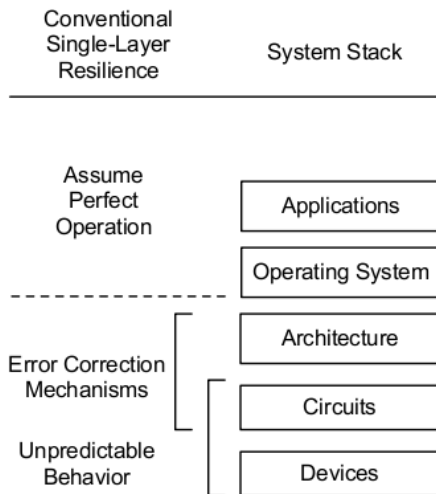 Conventional
Single-Layer
Resilience
System Stack
Assume
Perfect
Operation
Applications
Operating System
Architecture
Error Correction
Mechanisms
Circuits
Unpredictable
Behavior
Devices